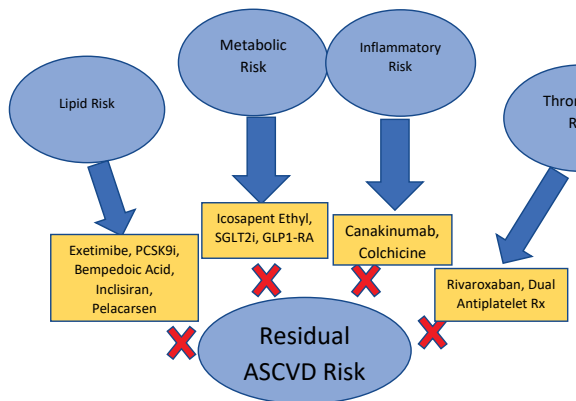 Metabolic
Risk
Inflammatory
Risk
Lipid Risk
Throm
R
Icosapent Ethyl,
SGLT2i, GLP1-RA
Canakinumab,
Colchicine
Exetimibe, PCSK9i,
Bempedoic Acid,
Inclisiran,
Pelacarsen
Rivaroxaban, Dual
Antiplatelet Rx
Residual
ASCVD Risk